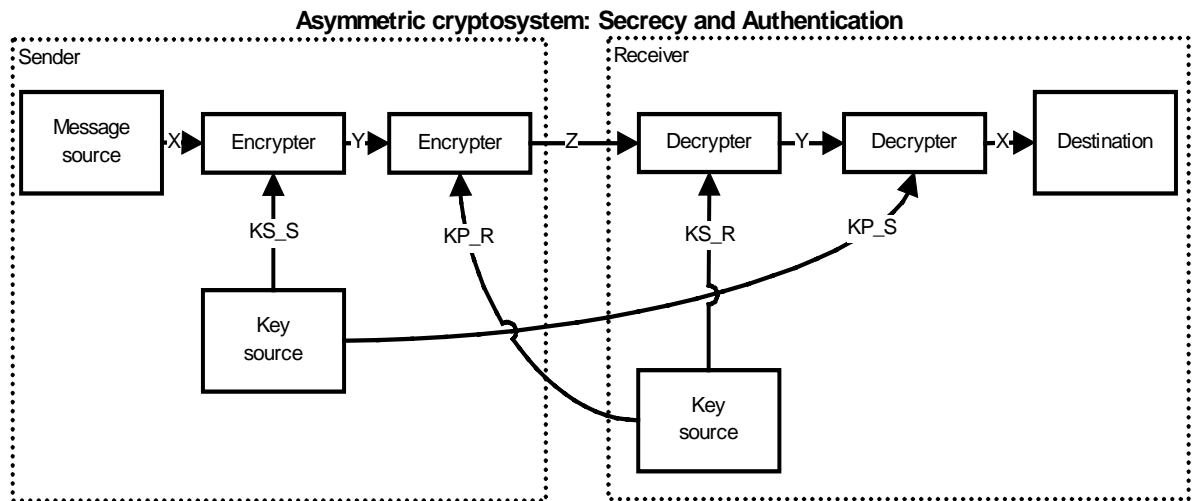 Asymmetric cryptosystem: Secrecy and Authentication
Sender
Receiver
Message
source
X
Encrypter
Y
Encrypter
Z
Decrypter
Y
Decrypter
X
Destination
KS_S
KP_R
KS_R
KP_S
Key
source
Key
source